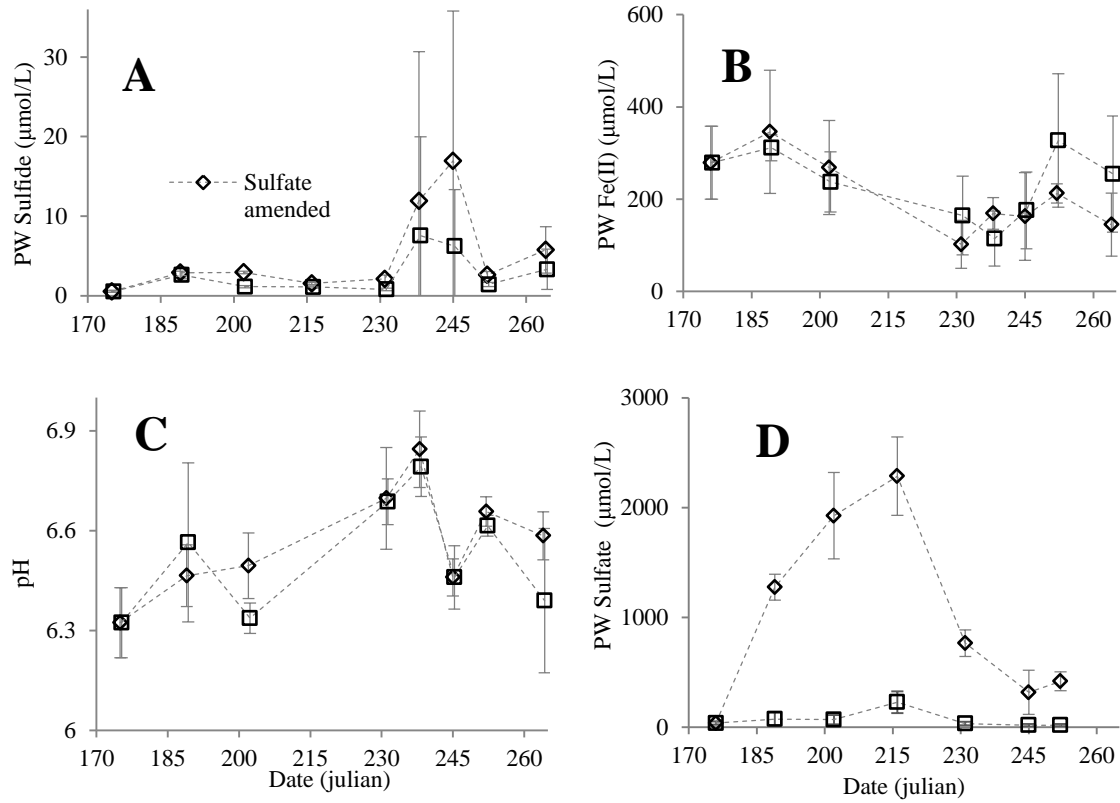 A
PW Sulfide (µmol/L)
30
20
10
0
Sulfate
amended
170 185 200 215 230 245 260
B
PW Fe(II) (µmol/L)
600
400
200
0
170 185 200 215 230 245 260
C
pH
6.9
6.6
6.3
6
170 185 200 215 230 245 260
Date (julian)
D
PW Sulfate (µmol/L)
3000
2000
1000
0
170 185 200 215 230 245 260
Date (julian)